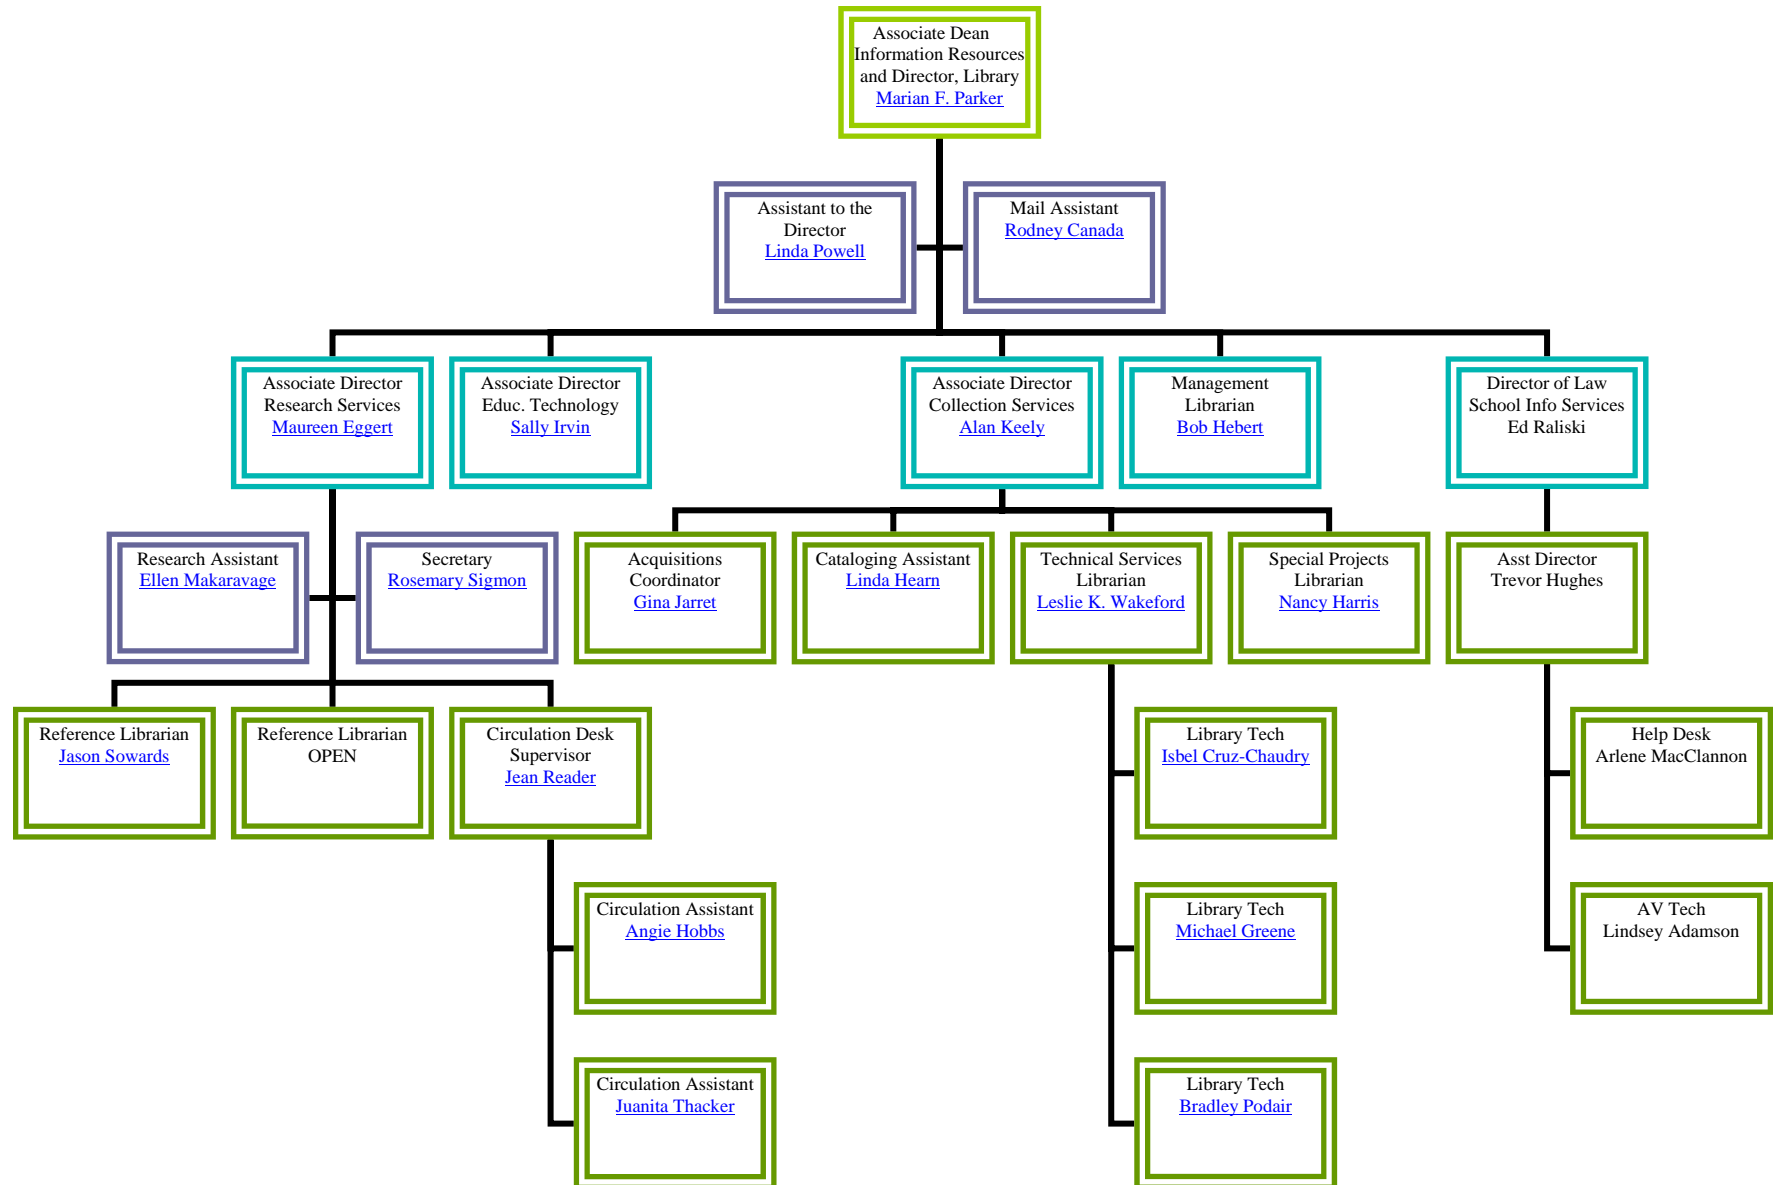 Associate Dean
Information Resources
and Director, Library
Marian F. Parker
Assistant to the
Director
Linda Powell
Mail Assistant
Rodney Canada
Associate Director
Research Services
Maureen Eggert
Associate Director
Educ. Technology
Sally Irvin
Associate Director
Collection Services
Alan Keely
Management
Librarian
Bob Hebert
Director of Law
School Info Services
Ed Raliski
Research Assistant
Ellen Makaravage
Secretary
Rosemary Sigmon
Acquisitions
Coordinator
Gina Jarret
Cataloging Assistant
Linda Hearn
Technical Services
Librarian
Leslie K. Wakeford
Special Projects
Librarian
Nancy Harris
Asst Director
Trevor Hughes
Reference Librarian
Jason Sowards
Reference Librarian
OPEN
Circulation Desk
Supervisor
Jean Reader
Library Tech
Isbel Cruz-Chaudry
Help Desk
Arlene MacClannon
Circulation Assistant
Angie Hobbs
Library Tech
Michael Greene
AV Tech
Lindsey Adamson
Circulation Assistant
Juanita Thacker
Library Tech
Bradley Podair